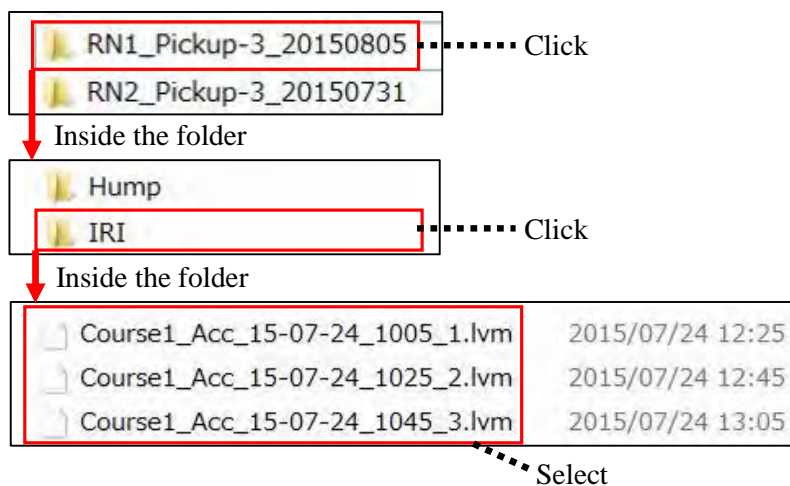 RN1_Pickup-3_20150805 Click
RN2_Pickup-3_20150731
Inside the folder
Hump
IRI Click
Inside the folder
Course1_Acc_15-07-24_1005_1.lvm 2015/07/24 12:25
Course1_Acc_15-07-24_1025_2.lvm 2015/07/24 12:45
Course1_Acc_15-07-24_1045_3.lvm 2015/07/24 13:05
Select